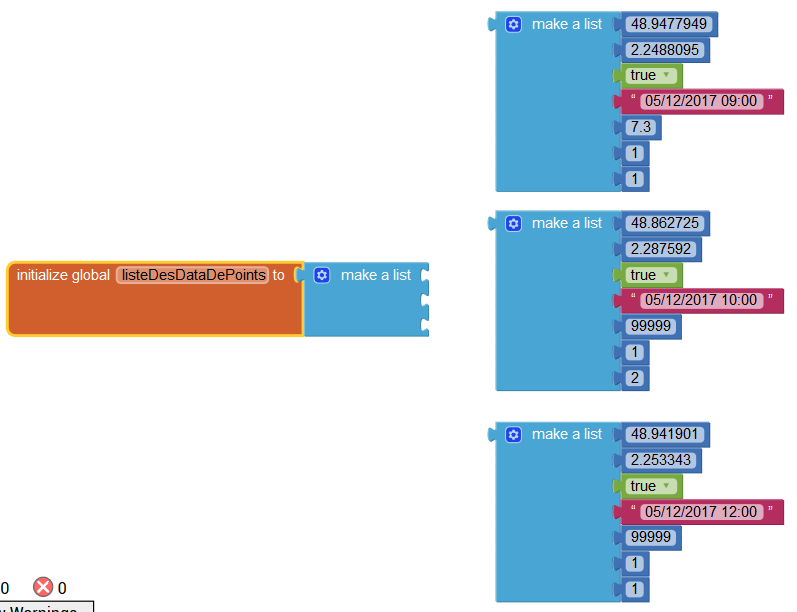 make a list 48.9477949
2.2488095
true
" 05/12/2017 09:00 "
7.3
1
1
make a list 48.862725
2.287592
true
" 05/12/2017 10:00 "
99999
1
2
initialize global listeDesDataDePoints to make a list
make a list 48.941901
2.253343
true
" 05/12/2017 12:00 "
99999
1
1
0 0
Warnings